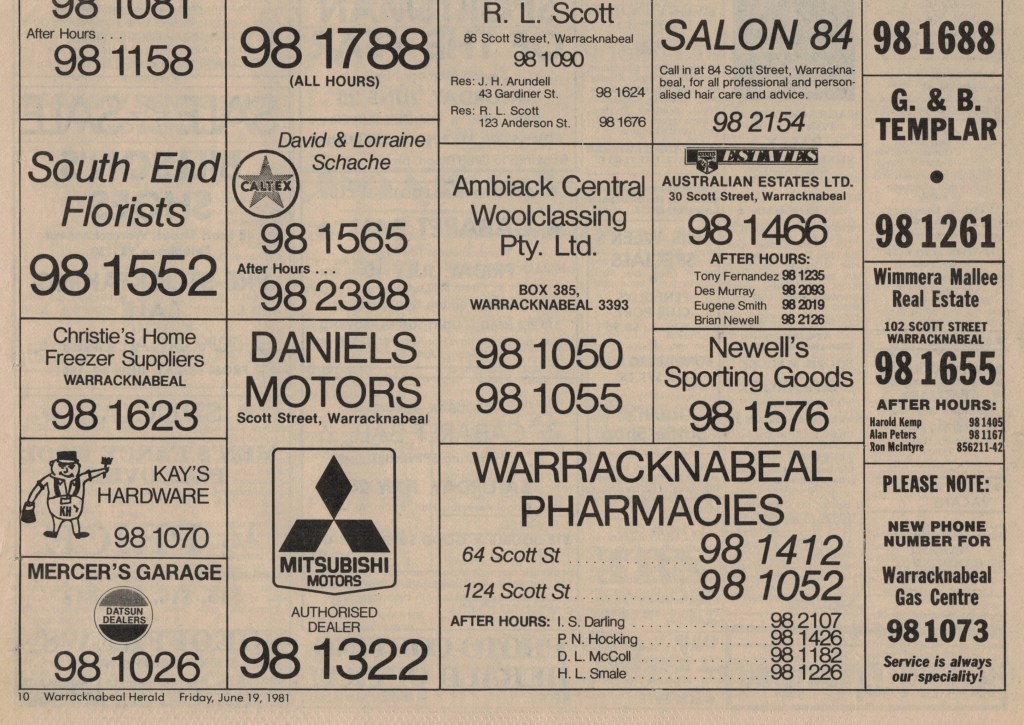 98 1081
After Hours . . .
98 1158
South End
Florists
98 1552
Christie's Home
Freezer Suppliers
WARRACKNABEAL
98 1623
KH
KAY'S
HARDWARE
98 1070
MERCER'S GARAGE
DATSUN
DEALERS
98 1026
98 1788
(ALL HOURS)
David & Lorraine
Schache
CALTEX
98 1565
After Hours . . .
98 2398
DANIELS
MOTORS
Scott Street, Warracknabeal
MITSUBISHI
MOTORS
AUTHORISED
DEALER
98 1322
R. L. Scott
86 Scott Street, Warracknabeal
98 1090
Res: J. H. Arundell
43 Gardiner St. 98 1624
Res: R. L. Scott
123 Anderson St. 98 1676
Ambiack Central
Woolclassing
Pty. Ltd.
BOX 385,
WARRACKNABEAL 3393
98 1050
98 1055
SALON 84
Call in at 84 Scott Street, Warrackna-
beal, for all professional and person-
alised hair care and advice.
98 2154
ESTATES
AUSTRALIAN ESTATES LTD.
30 Scott Street, Warracknabeal
98 1466
AFTER HOURS:
Tony Fernandez 98 1235
Des Murray 98 2093
Eugene Smith 98 2019
Brian Newell 98 2126
Newell's
Sporting Goods
98 1576
WARRACKNABEAL
PHARMACIES
64 Scott St . . . . . . . . . . . . . . 98 1412
124 Scott St . . . . . . . . . . . . . 98 1052
AFTER HOURS: I. S. Darling . . . . . . . . . . . . . . 98 2107
P. N. Hocking . . . . . . . . . . . . . 98 1426
D. L. McColl . . . . . . . . . . . . . 98 1182
H. L. Smale . . . . . . . . . . . . . . 98 1226
98 1688
G. & B.
TEMPLAR
•
98 1261
Wimmera Mallee
Real Estate
102 SCOTT STREET
WARRACKNABEAL
98 1655
AFTER HOURS:
Harold Kemp 98 1405
Alan Peters 98 1167
Ron McIntyre 856211-42
PLEASE NOTE:
NEW PHONE
NUMBER FOR
Warracknabeal
Gas Centre
98 1073
Service is always
our speciality!
10 Warracknabeal Herald Friday, June 19, 1981